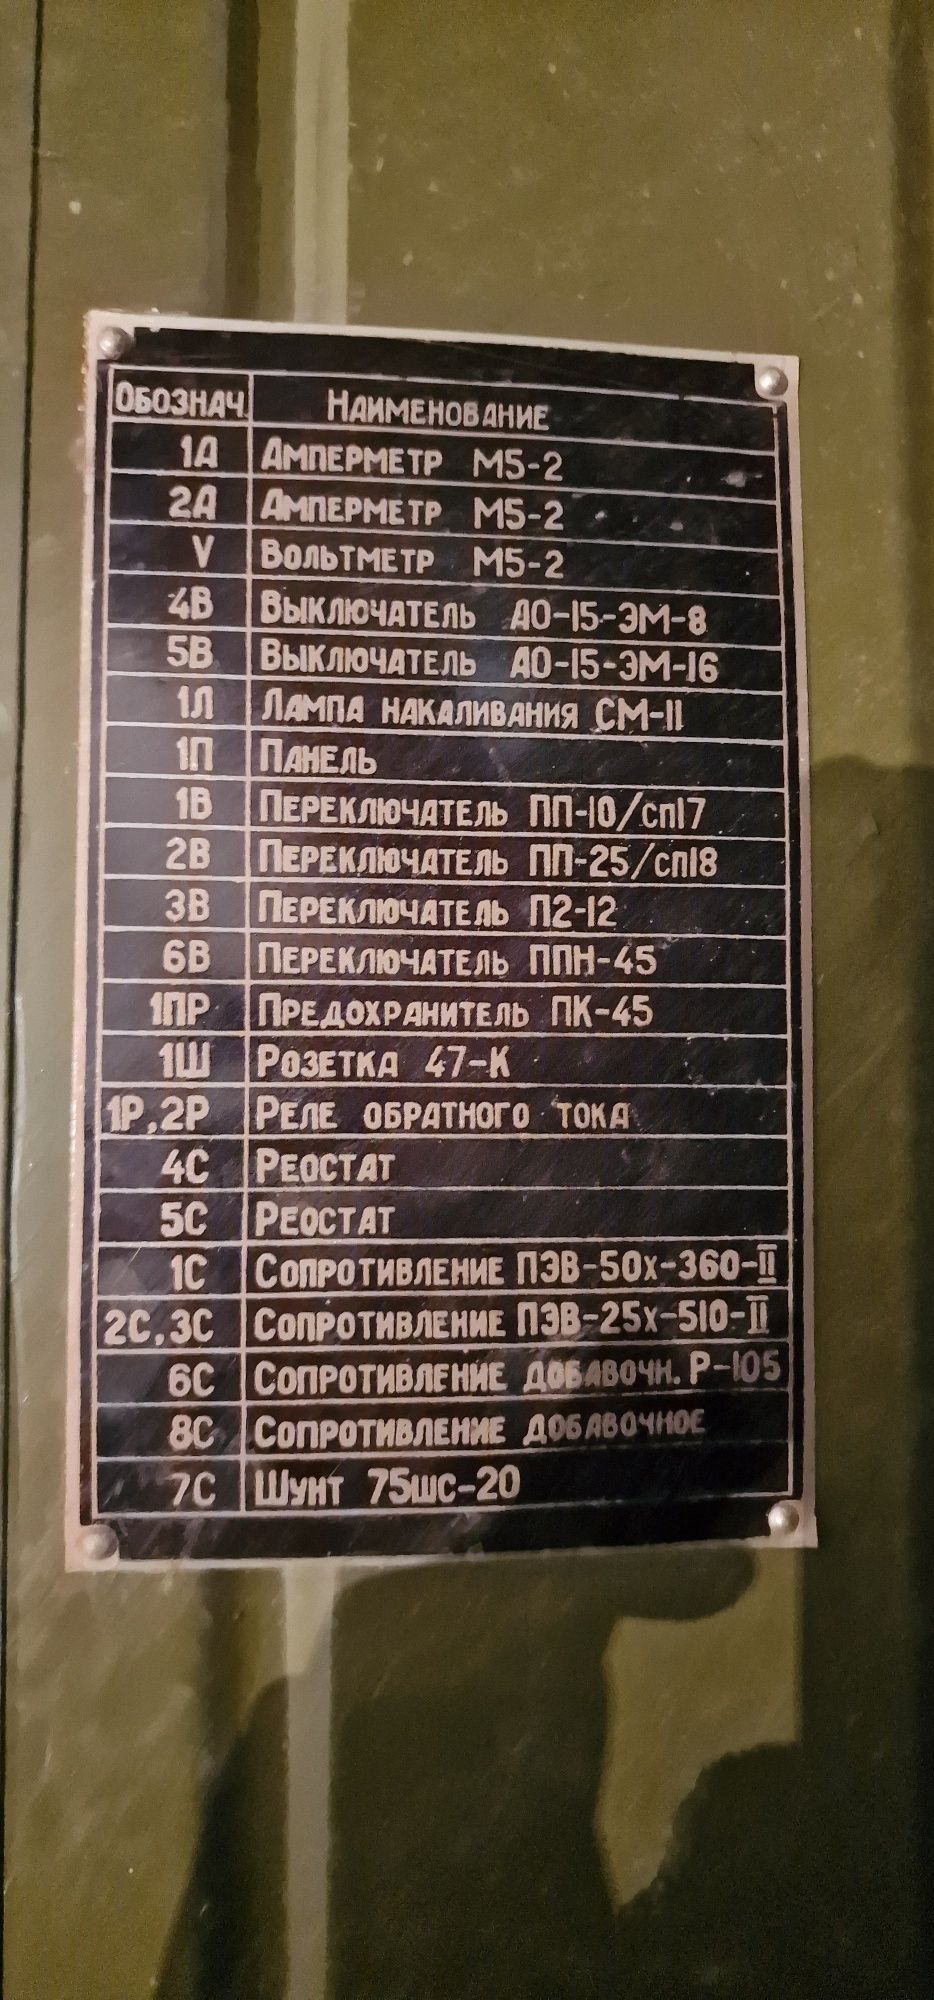 Обознач. Наименование
1А Амперметр М5-2
2А Амперметр М5-2
V Вольтметр М5-2
4В Выключатель АО-15-ЭМ-8
5В Выключатель АО-15-ЭМ-16
1Л Лампа накаливания СМ-11
1П Панель
1В Переключатель ПП-10/сп17
2В Переключатель ПП-25/сп18
3В Переключатель П2-12
6В Переключатель ППН-45
1ПР Предохранитель ПК-45
1Ш Розетка 47-К
1Р,2Р Реле обратного тока
4С Реостат
5С Реостат
1С Сопротивление ПЭВ-50х-360-II
2С,3С Сопротивление ПЭВ-25х-510-II
6С Сопротивление добавочн. Р-105
8С Сопротивление добавочное
7С Шунт 75шс-20